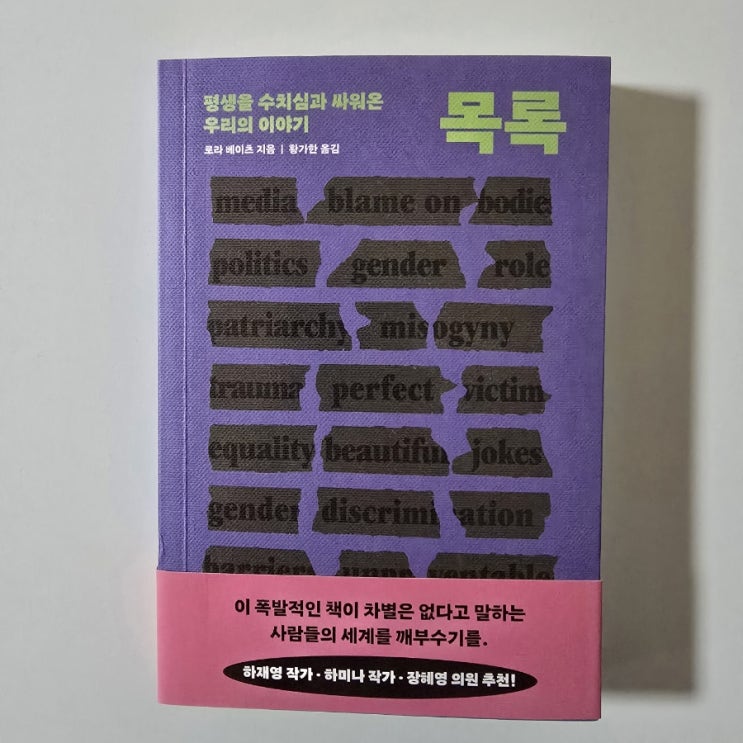 평생을 수치심과 싸워온
우리의 이야기
목록
로라 베이츠 지음 | 황가한 옮김
media blame on bodie
politics gender role
patriarchy misogyny
trauma perfect victim
equality beautiful jokes
gender discrimi ation
barriers
이 폭발적인 책이 차별은 없다고 말하는
사람들의 세계를 깨부수기를.
하재영 작가·하미나 작가·장혜영 의원 추천!